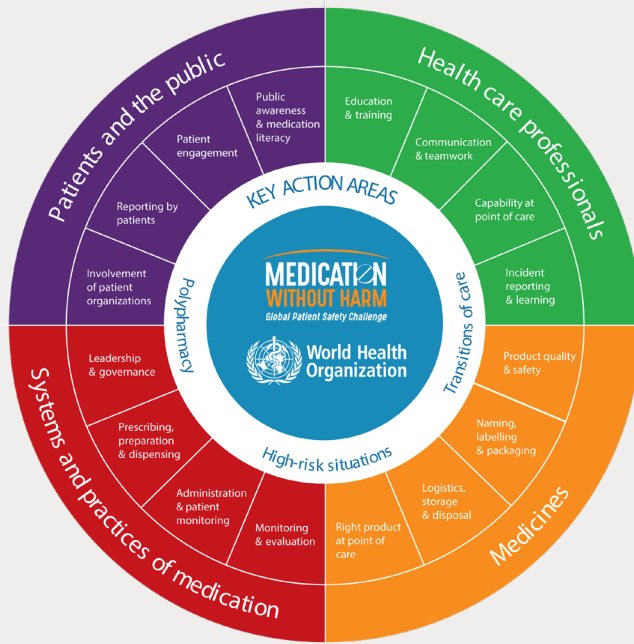 Patients and the public
Public
awareness
& medication
literacy
Patient
engagement
Reporting by
patients
Involvement
of patient
organizations
Health care professionals
Education
& training
Communication
& teamwork
Capability at
point of care
Incident
reporting
& learning
Medicines
Product quality
& safety
Naming,
labelling
& packaging
Logistics,
storage
& disposal
Right product
at point of
care
Systems and practices of medication
Leadership
& governance
Prescribing,
preparation
& dispensing
Administration
& patient
monitoring
Monitoring
& evaluation
KEY ACTION AREAS
Polypharmacy
Transitions of care
High-risk situations
MEDICATION
WITHOUT HARM
Global Patient Safety Challenge
World Health
Organization